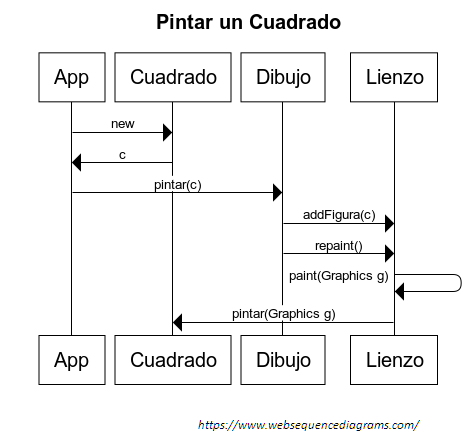 Pintar un Cuadrado
App
Cuadrado
Dibujo
Lienzo
new
c
pintar(c)
addFigura(c)
repaint()
paint(Graphics g)
pintar(Graphics g)
App
Cuadrado
Dibujo
Lienzo
https://www.websequencediagrams.com/